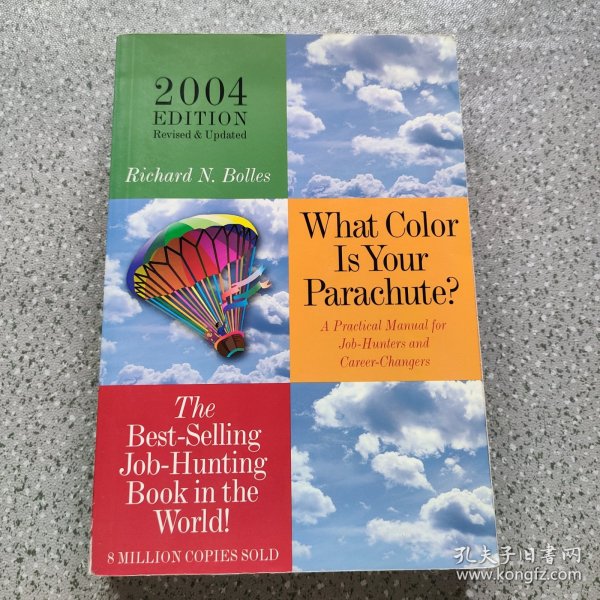 2004
EDITION
Revised & Updated
Richard N. Bolles
What Color
Is Your
Parachute?
A Practical Manual for
Job-Hunters and
Career-Changers
The
Best-Selling
Job-Hunting
Book in the
World!
8 MILLION COPIES SOLD
孔夫子旧书网
www.kongfz.com